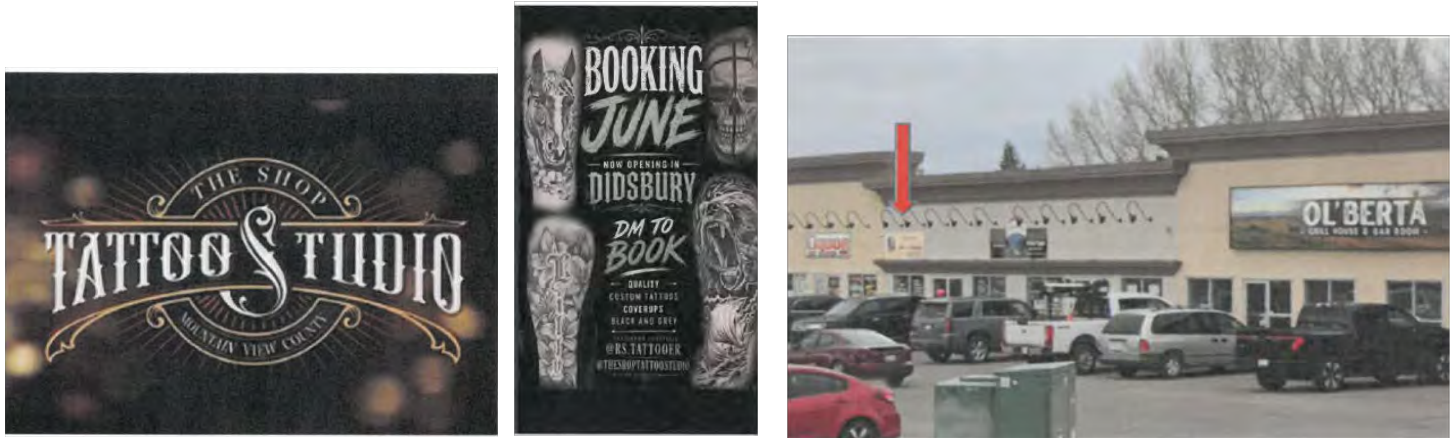 THE SHOP
TATTOO STUDIO
MOUNTAIN VIEW COUNTY
BOOKING
JUNE
NOW OPENING IN
DIDSBURY
DM TO
BOOK
QUALITY
CUSTOM TATTOOS
COVERUPS
BLACK AND GREY
@RS.TATTOOER
@THESHOPTATTOOSTUDIO
Liquor
OL'BERTA
GRILL HOUSE & BAR ROOM